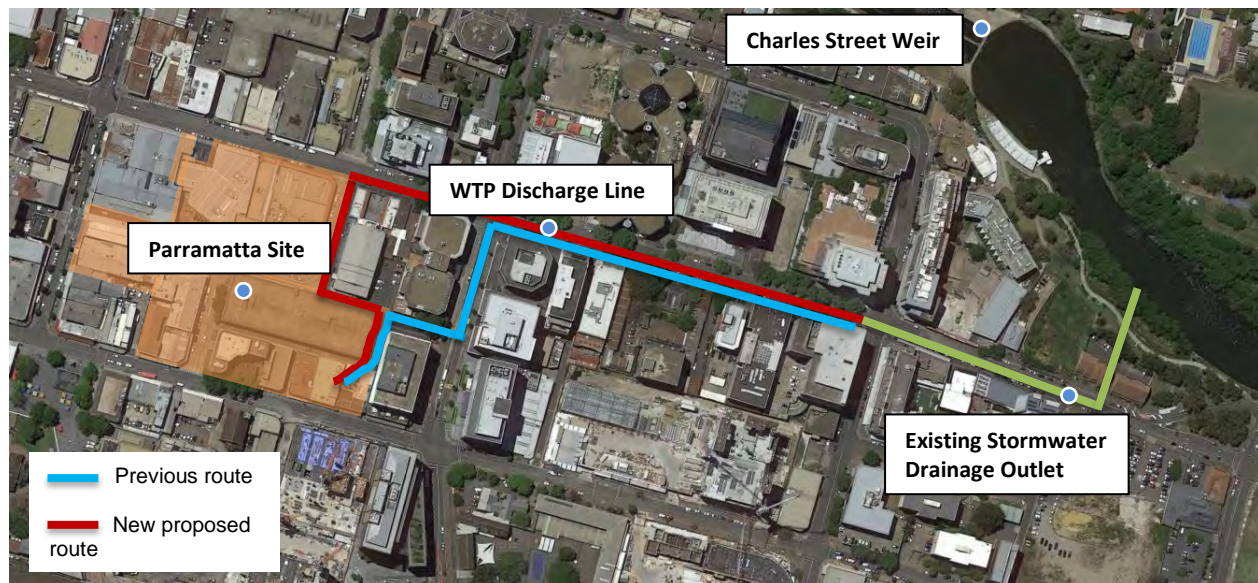 Charles Street Weir
WTP Discharge Line
Parramatta Site
Existing Stormwater
Drainage Outlet
Previous route
New proposed
route